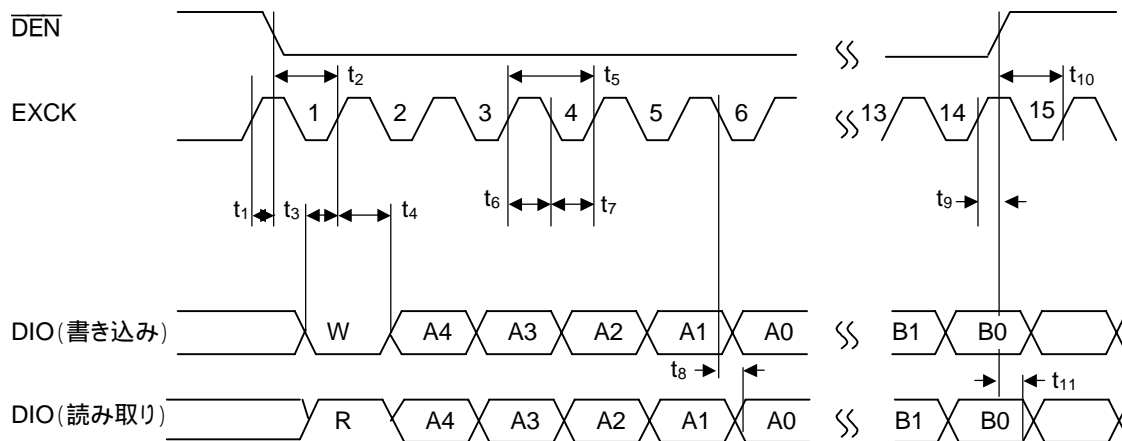 DEN
t2 t5 t10
EXCK 1 2 3 4 5 6 13 14 15
t1 t3 t4 t6 t7 t9
DIO(書き込み) W A4 A3 A2 A1 A0 B1 B0
t8 t11
DIO(読み取り) R A4 A3 A2 A1 A0 B1 B0